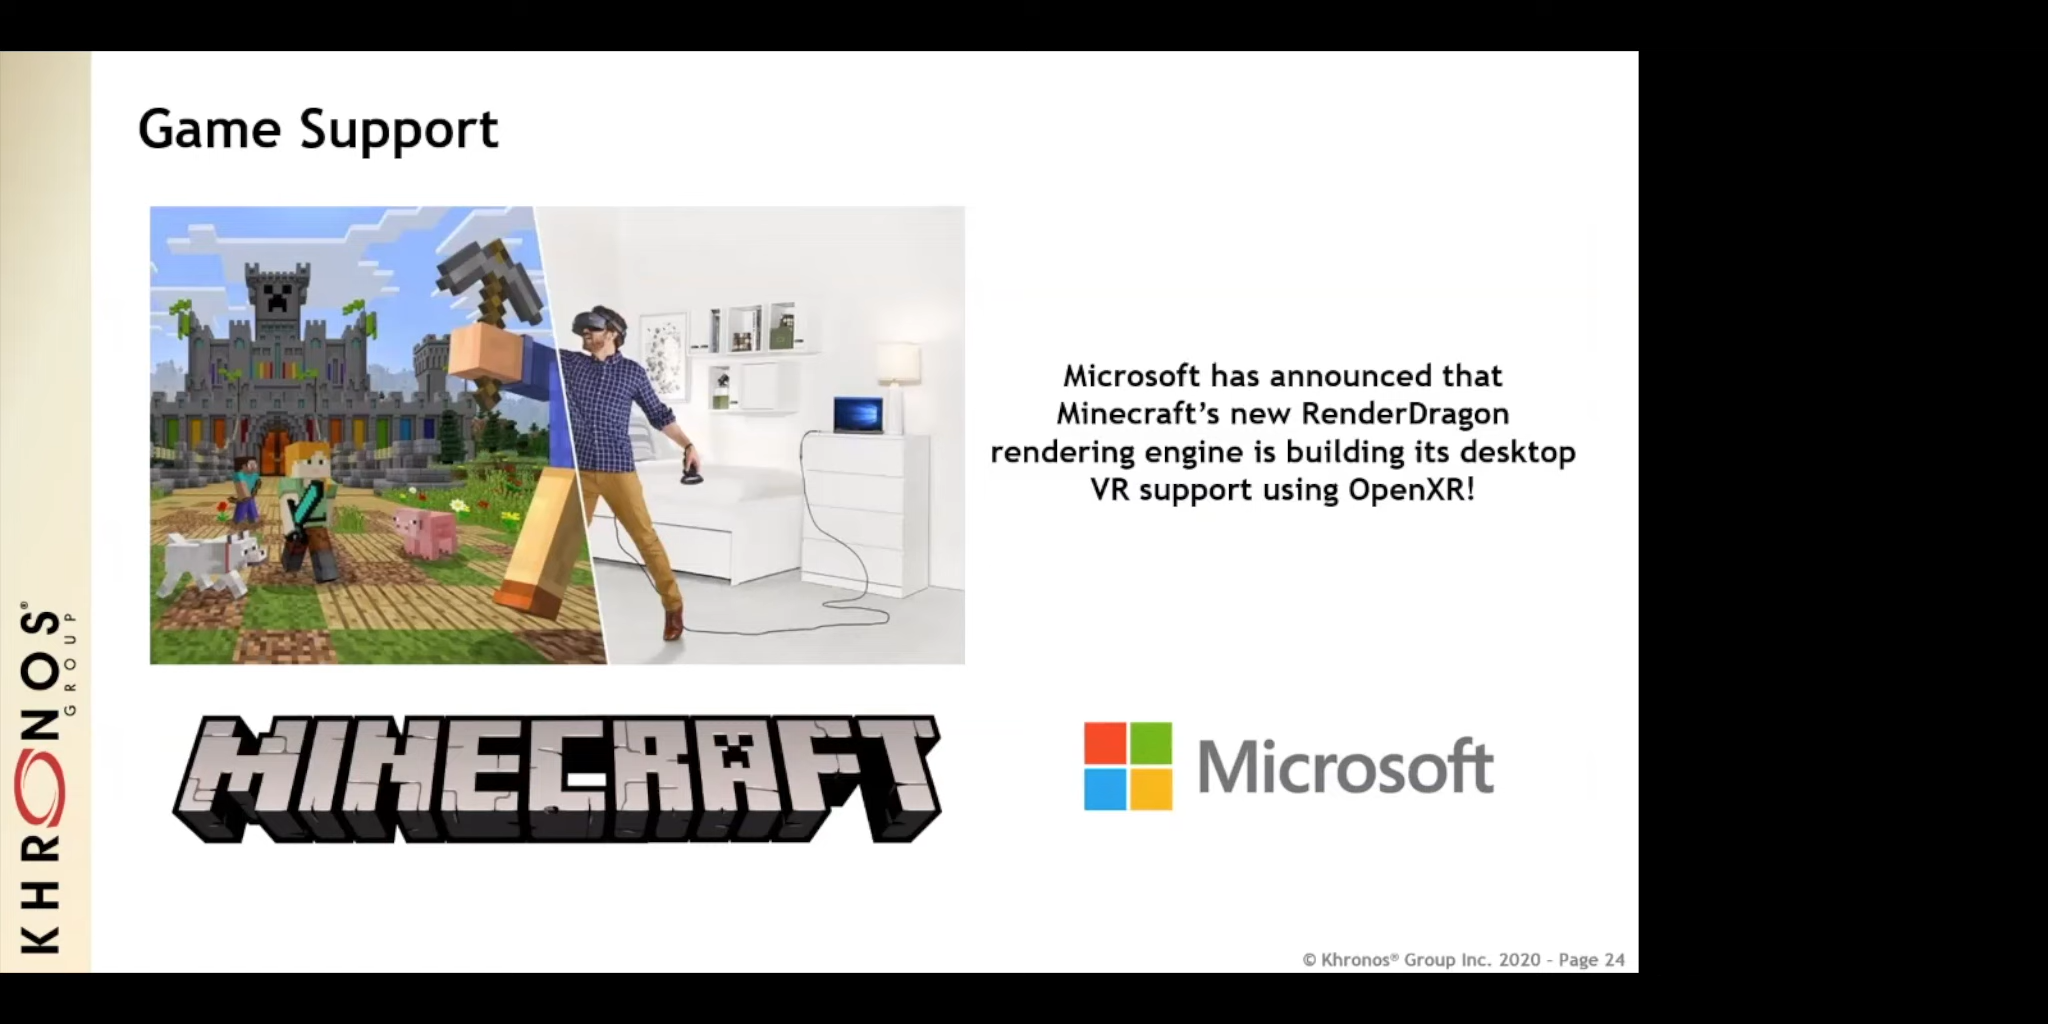 Game Support
Microsoft has announced that
Minecraft's new RenderDragon
rendering engine is building its desktop
VR support using OpenXR!
MINECRAFT
Microsoft
KHRONOS®
GROUP
© Khronos® Group Inc. 2020 - Page 24